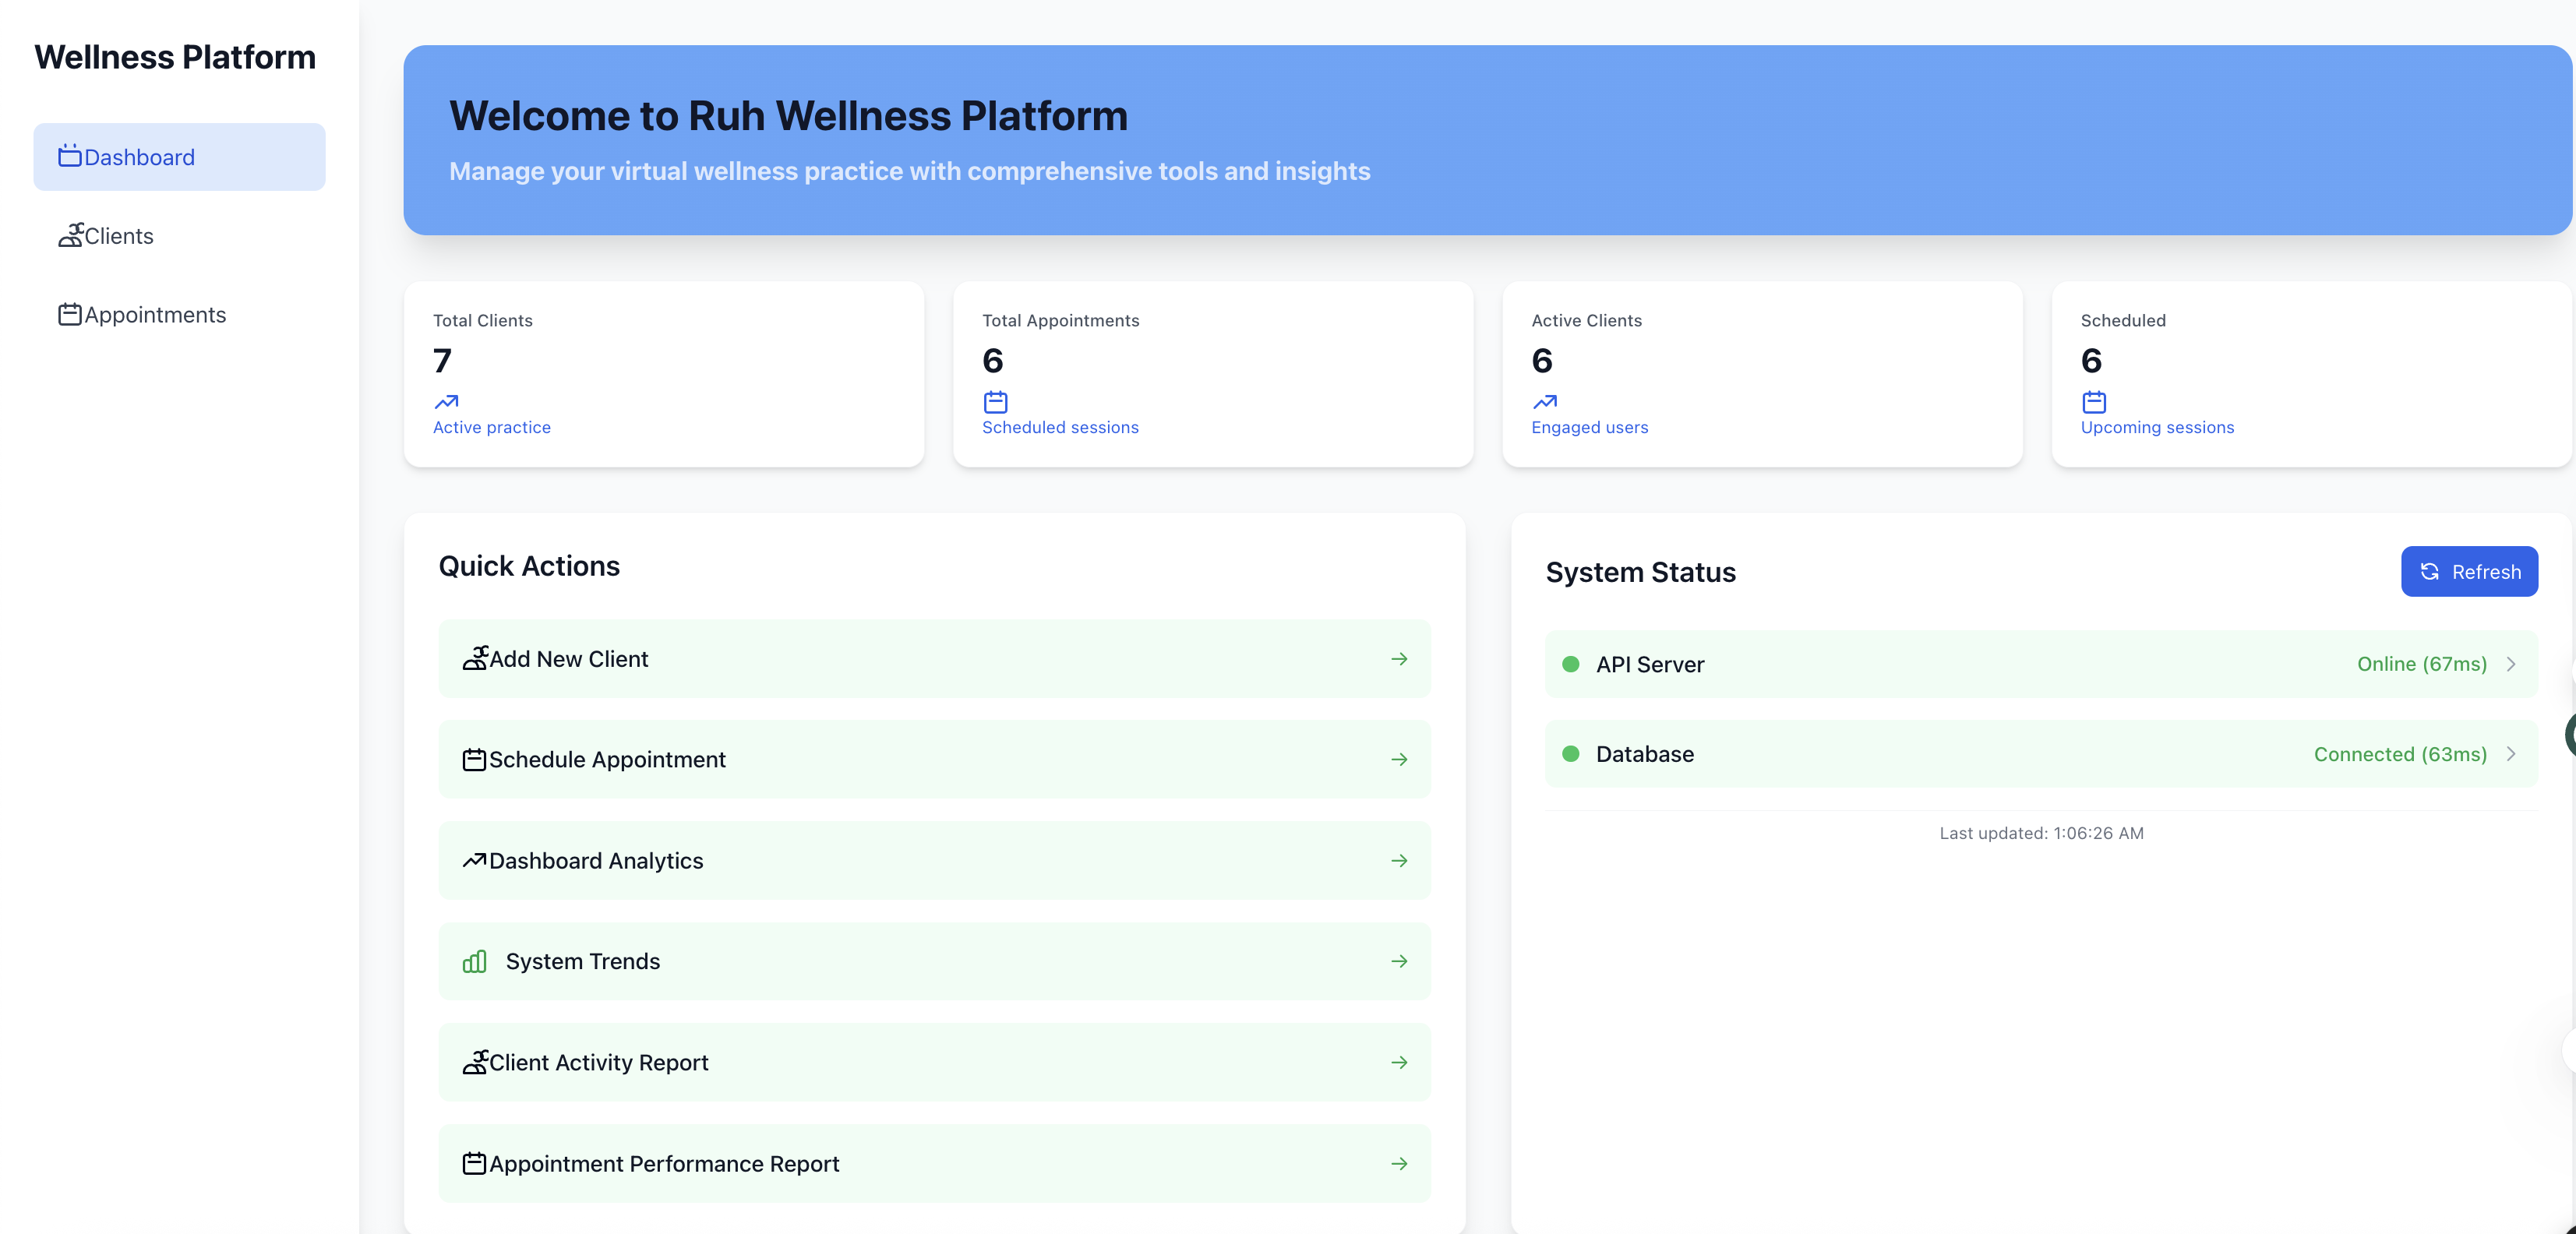 Wellness Platform
Dashboard
Clients
Appointments
Welcome to Ruh Wellness Platform
Manage your virtual wellness practice with comprehensive tools and insights
Total Clients
7
Active practice
Total Appointments
6
Scheduled sessions
Active Clients
6
Engaged users
Scheduled
6
Upcoming sessions
Quick Actions
Add New Client
Schedule Appointment
Dashboard Analytics
System Trends
Client Activity Report
Appointment Performance Report
System Status
Refresh
API Server
Online (67ms)
Database
Connected (63ms)
Last updated: 1:06:26 AM